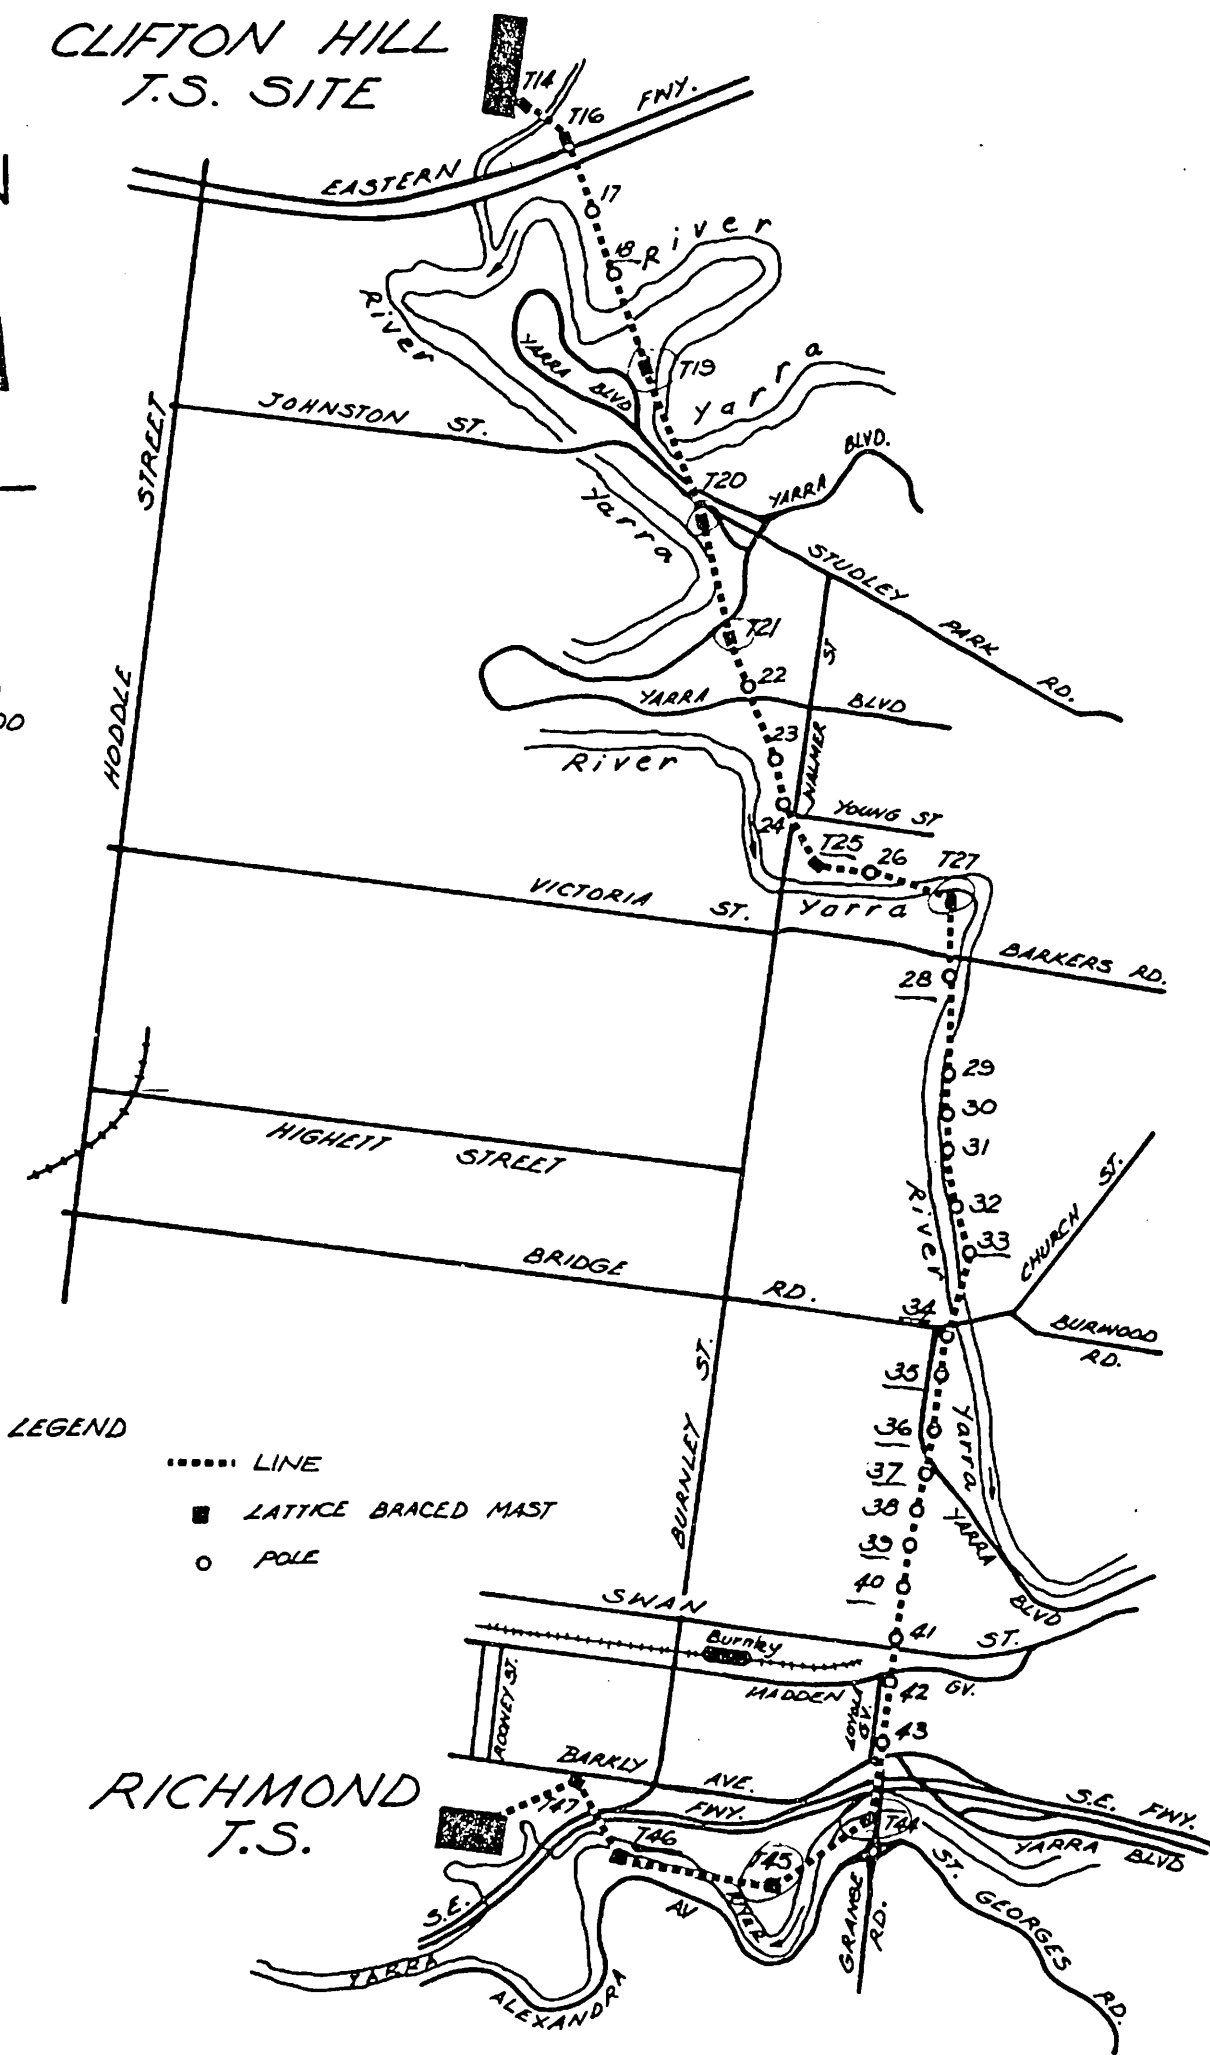 CLIFTON HILL
T.S. SITE
T14
T16
FWY.
EASTERN
17
18
River
River
YARRA
BLVD
T19
Yarra
JOHNSTON ST.
STREET
BLVD.
YARRA
T20
Yarra
STUDLEY
PARK
RD.
T21
ST
22
YARRA
BLVD
HODDLE
00
23
River
WALMER
YOUNG ST
24
T25
26
T27
VICTORIA
ST.
Yarra
BARKERS RD.
28
29
30
31
HIGHETT
STREET
ST.
CHURCH
River
32
33
BRIDGE
RD.
34
BURWOOD
RD.
35
ST.
BURNLEY
36
Yarra
37
38
YARRA
BLVD
39
40
LEGEND
LINE
LATTICE BRACED MAST
POLE
SWAN
ST.
41
Burnley
MADDEN
GV.
42
ROONEY ST.
GV.
43
BARKLY
AVE.
RICHMOND
T.S.
T47
FWY.
S.E. FWY.
T44
YARRA
BLVD
T46
T45
ST.
GEORGES
RD.
S.E.
AV
RIVER
GRANGE
RD.
YARRA
ALEXANDRA